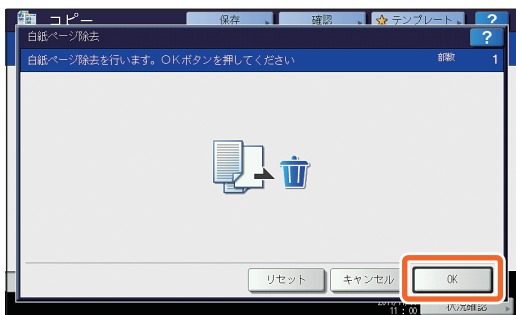 コピー 保存 確認 テンプレート ?
白紙ページ除去 ?
白紙ページ除去を行います。OKボタンを押してください 部数 1
リセット キャンセル OK
11:00 状況確認